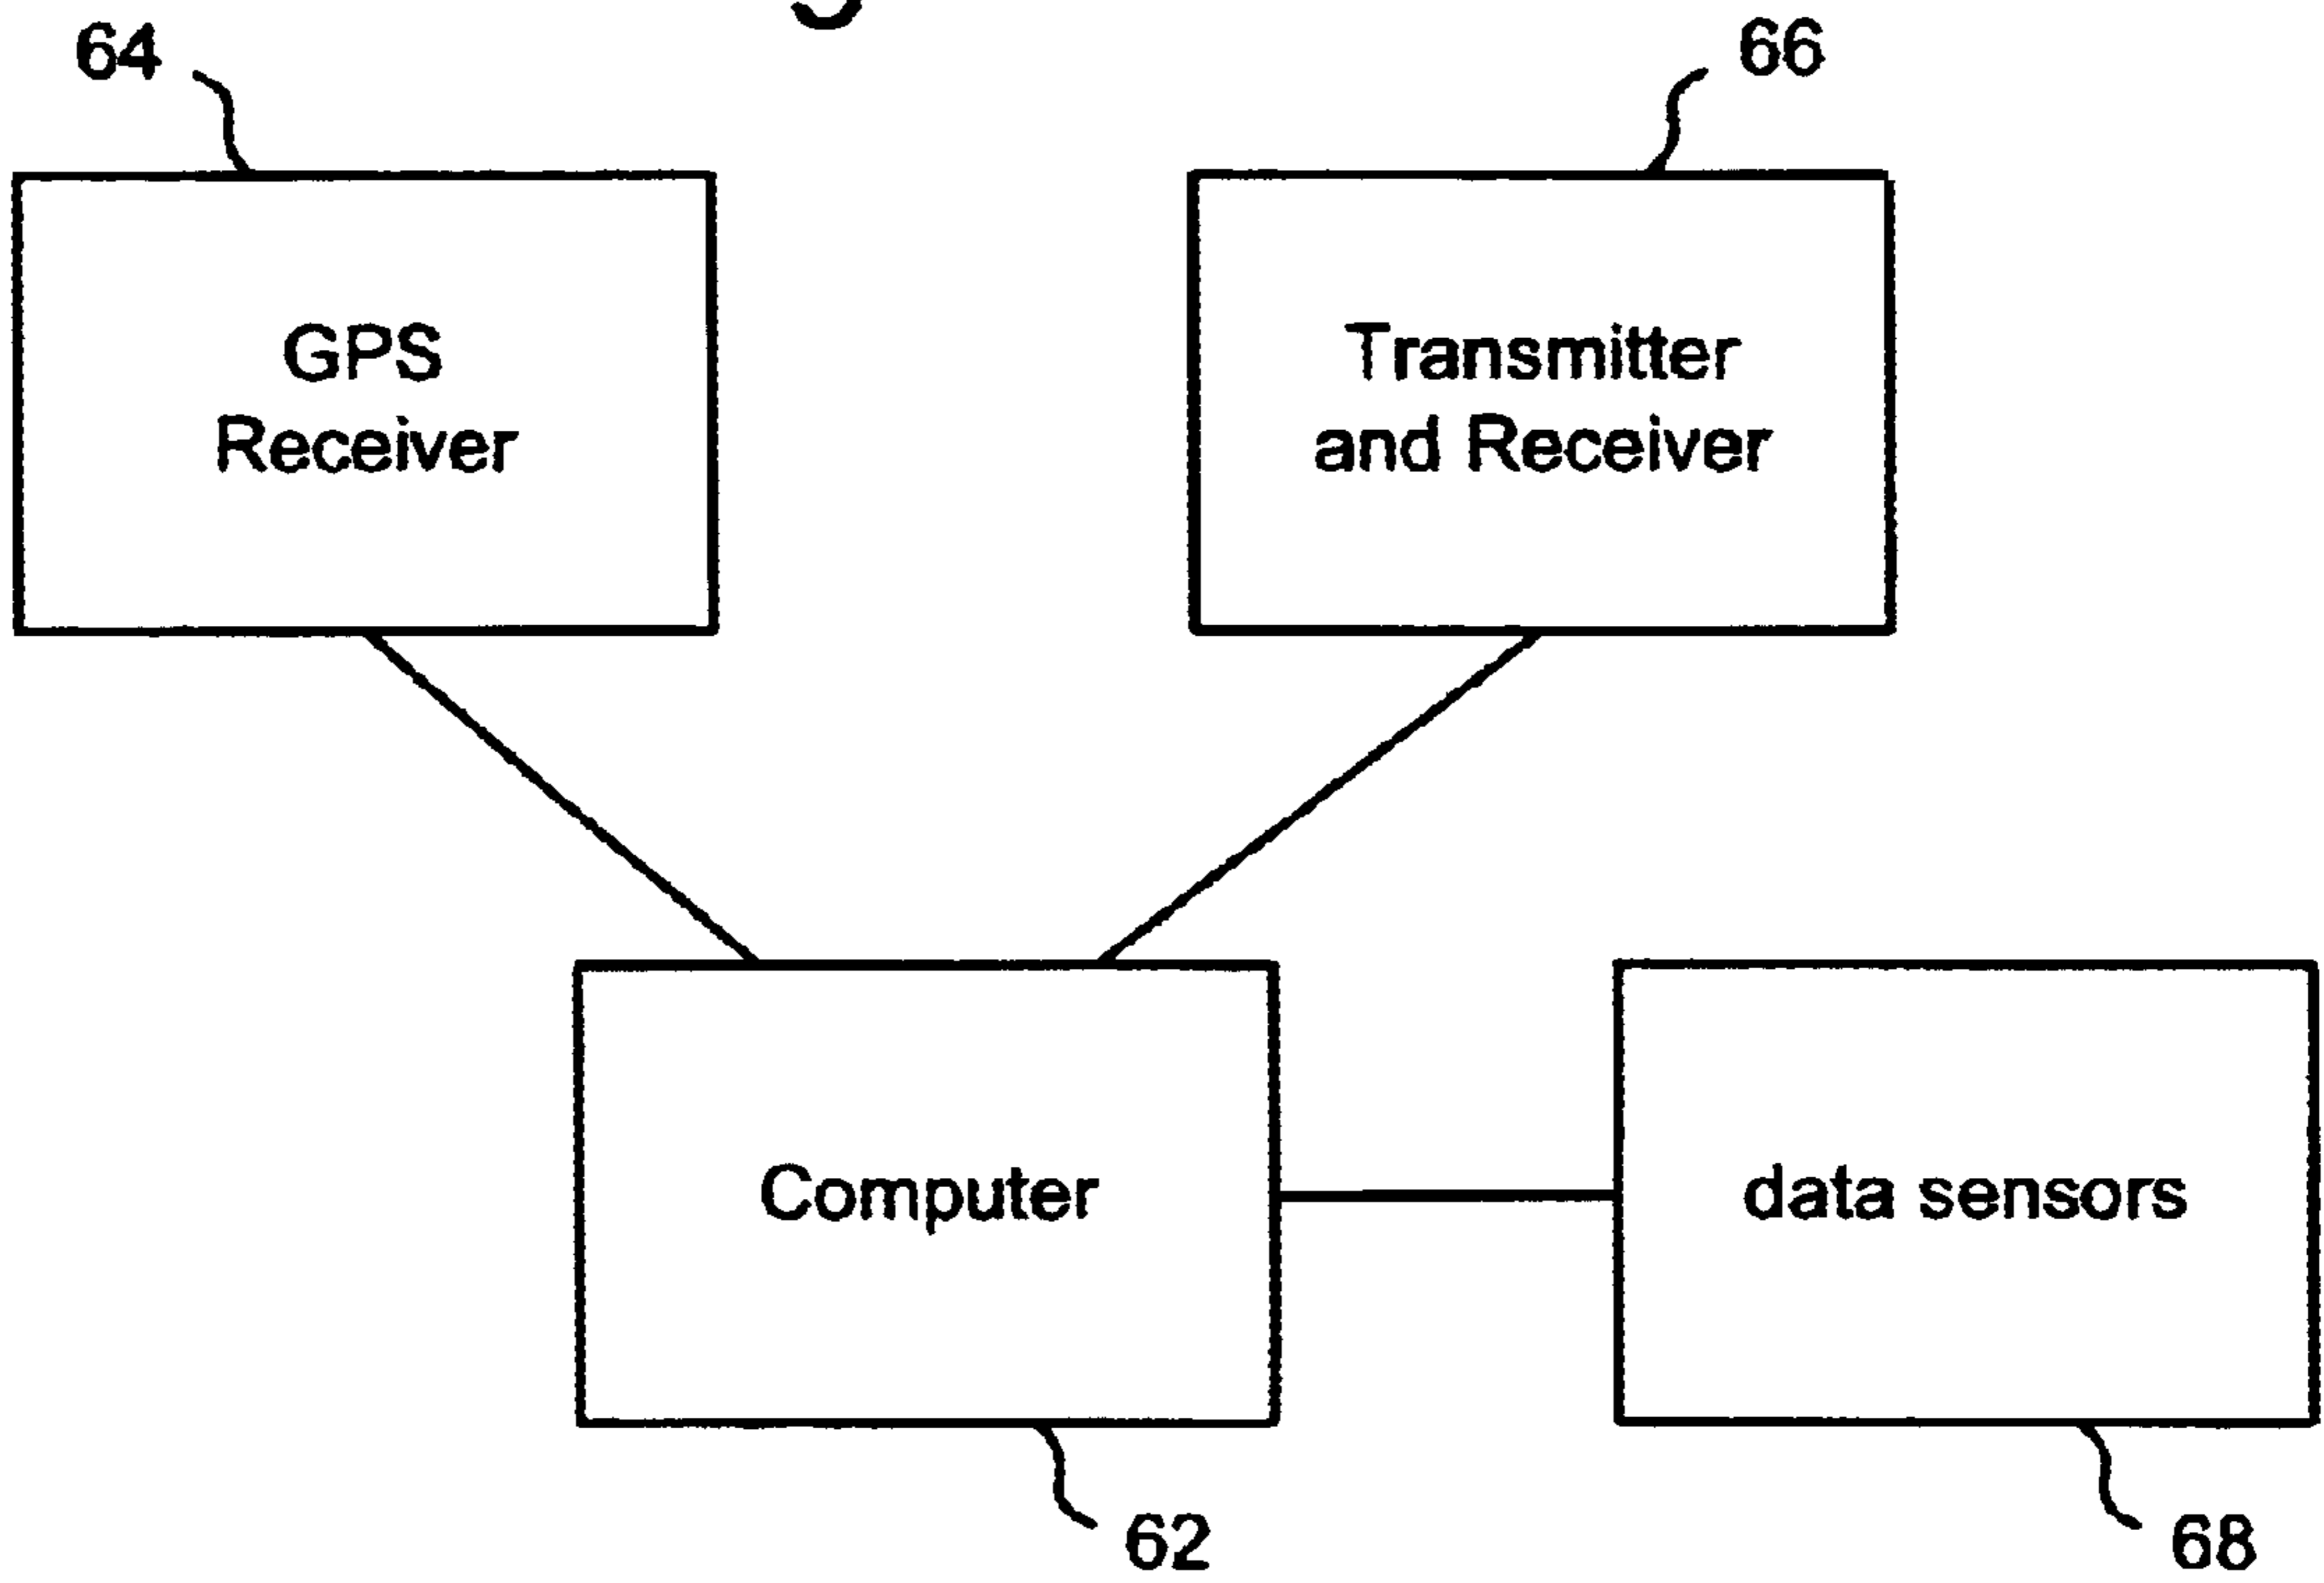 64
66
GPS
Receiver
Transmitter
and Receiver
Computer
data sensors
62
68